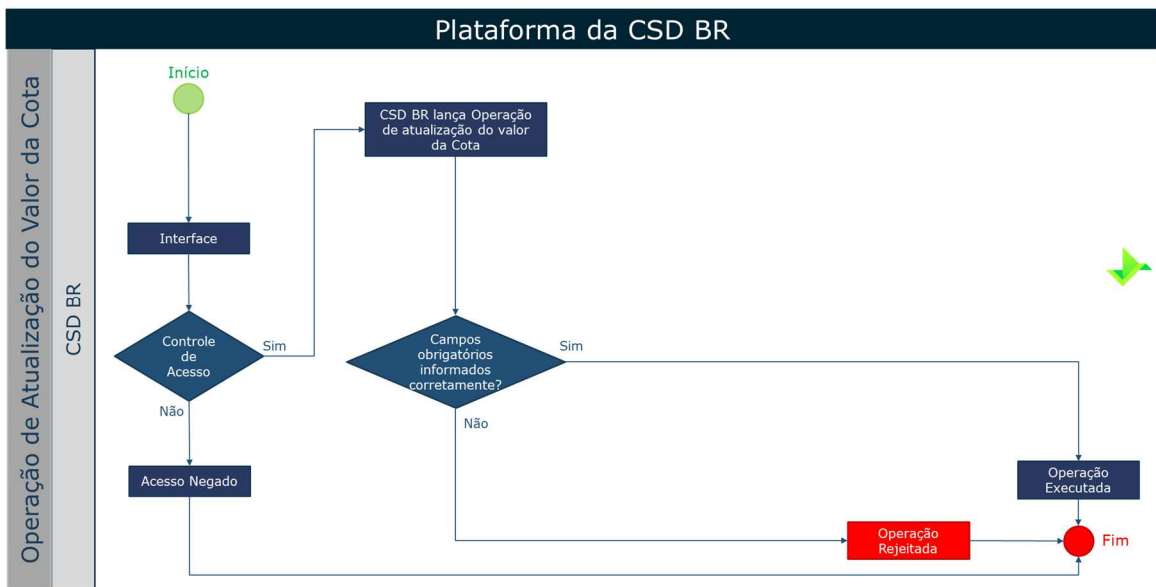 Plataforma da CSD BR
Operação de Atualização do Valor da Cota
CSD BR
Início
CSD BR lança Operação
de atualização do valor
da Cota
Interface
Controle
de
Acesso
Sim
Não
Campos
obrigatórios
informados
corretamente?
Sim
Não
Acesso Negado
Operação
Executada
Operação
Rejeitada
Fim